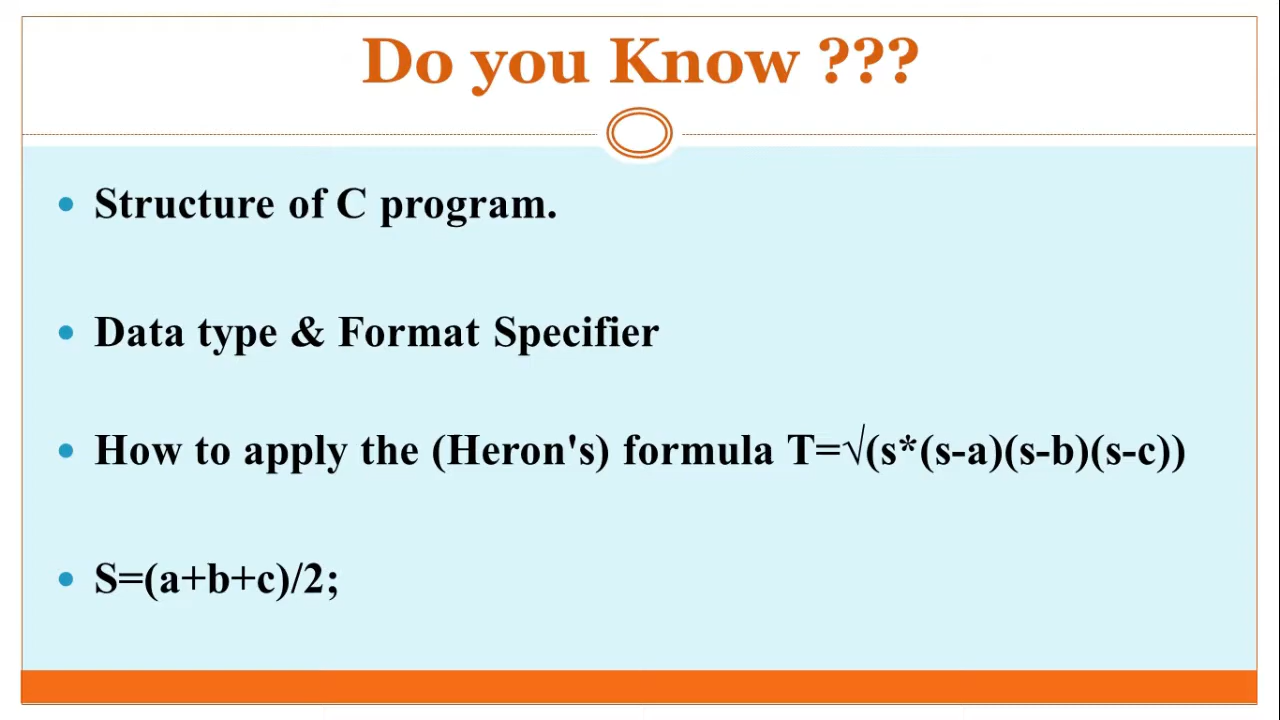 Do you Know ???
• Structure of C program.
• Data type & Format Specifier
• How to apply the (Heron's) formula T=√(s*(s-a)(s-b)(s-c))
• S=(a+b+c)/2;